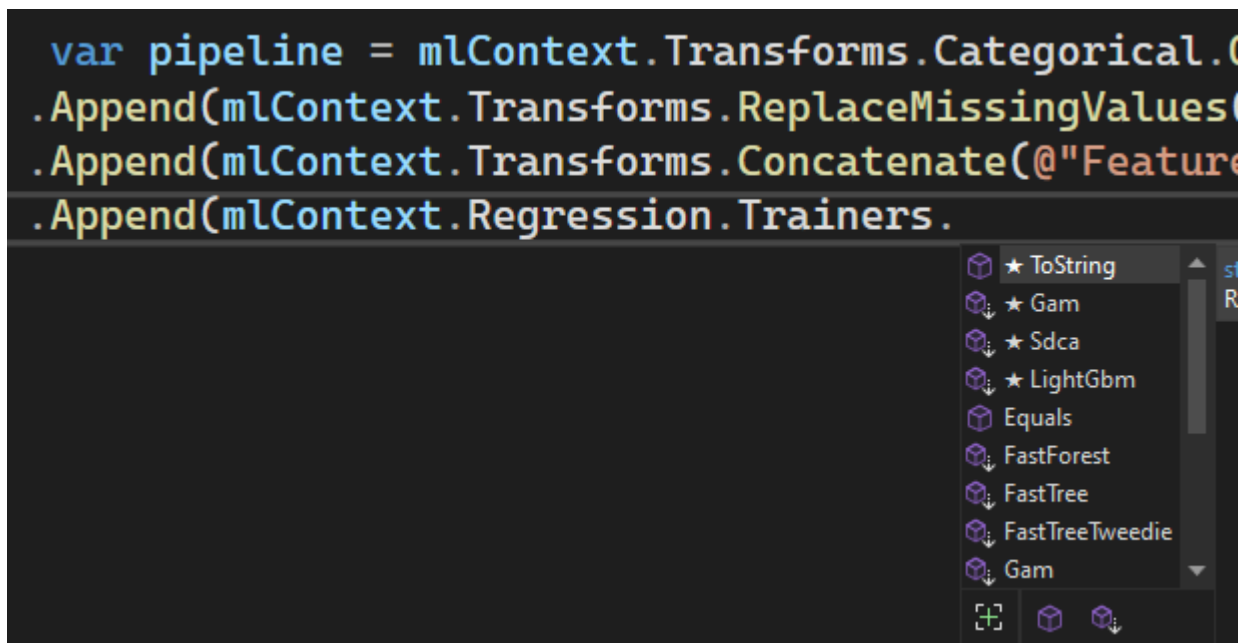 var pipeline = mlContext.Transforms.Categorical.
.Append(mlContext.Transforms.ReplaceMissingValues(
.Append(mlContext.Transforms.Concatenate(@"Feature
.Append(mlContext.Regression.Trainers.
★ ToString
★ Gam
★ Sdca
★ LightGbm
Equals
FastForest
FastTree
FastTreeTweedie
Gam
st
R